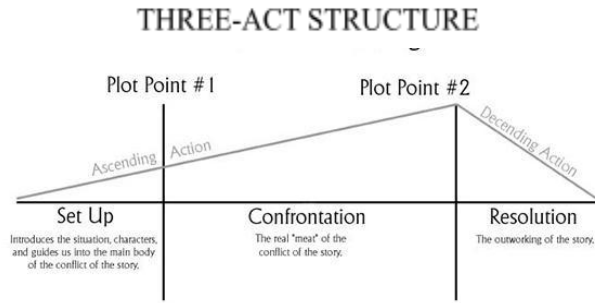 THREE-ACT STRUCTURE
Plot Point #1
Plot Point #2
Ascending Action
Decending Action
Set Up
Confrontation
Resolution
Introduces the situation, characters,
and guides us into the main body
of the conflict of the story.
The real "meat" of the
conflict of the story.
The outworking of the story.